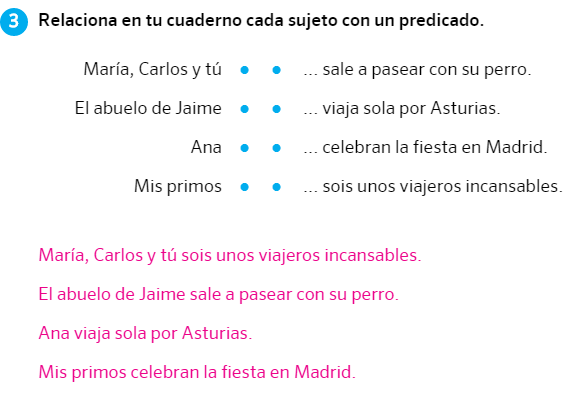 3 Relaciona en tu cuaderno cada sujeto con un predicado.
María, Carlos y tú • • ... sale a pasear con su perro.
El abuelo de Jaime • • ... viaja sola por Asturias.
Ana • • ... celebran la fiesta en Madrid.
Mis primos • • ... sois unos viajeros incansables.
María, Carlos y tú sois unos viajeros incansables.
El abuelo de Jaime sale a pasear con su perro.
Ana viaja sola por Asturias.
Mis primos celebran la fiesta en Madrid.